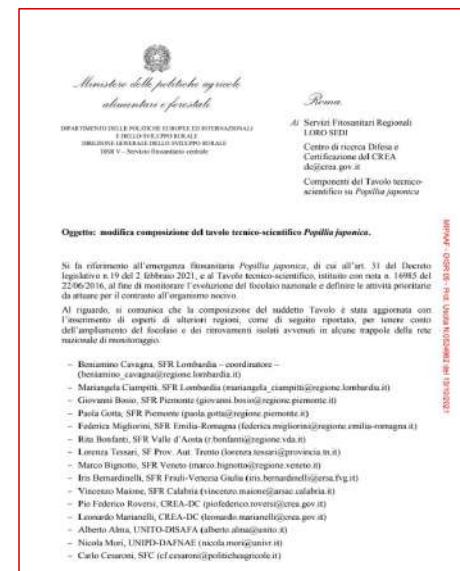 Ministero delle politiche agricole
alimentari e forestali
DIPARTIMENTO DELLE POLITICHE EUROPEE ED INTERNAZIONALI
E DELLO SVILUPPO RURALE
DIREZIONE GENERALE DELLO SVILUPPO RURALE
DISR V – Servizio fitosanitario centrale
Roma
Ai Servizi Fitosanitari Regionali
LORO SEDI
Centro di ricerca Difesa e
Certificazione del CREA
dc@crea.gov.it
Componenti del Tavolo tecnico-
scientifico su Popillia japonica
Oggetto: modifica composizione del tavolo tecnico-scientifico Popillia japonica.
Si fa riferimento all'emergenza fitosanitaria Popillia japonica, di cui all'art. 31 del Decreto
legislativo n.19 del 2 febbraio 2021, e al Tavolo tecnico-scientifico, istituito con nota n. 16985 del
22/06/2016, al fine di monitorare l'evoluzione del focolaio nazionale e definire le attività prioritarie
da attuare per il contrasto all'organismo nocivo.
Al riguardo, si comunica che la composizione del suddetto Tavolo è stata aggiornata con
l'inserimento di esperti di ulteriori regioni, come di seguito riportato, per tenere conto
dell'ampliamento del focolaio e dei rinvenimenti isolati avvenuti in alcune trappole della rete
nazionale di monitoraggio.
– Beniamino Cavagna, SFR Lombardia – coordinatore –
(beniamino_cavagna@regione.lombardia.it)
– Mariangela Ciampitti, SFR Lombardia (mariangela_ciampitti@regione.lombardia.it)
– Giovanni Bosio, SFR Piemonte (giovanni.bosio@regione.piemonte.it)
– Paola Gotta, SFR Piemonte (paola.gotta@regione.piemonte.it)
– Federica Migliorini, SFR Emilia-Romagna (federica.migliorini@regione.emilia-romagna.it)
– Rita Bonfanti, SF Valle d'Aosta (r.bonfanti@regione.vda.it)
– Lorenza Tessari, SF Prov. Aut. Trento (lorenza.tessari@provincia.tn.it)
– Marco Bignotto, SFR Veneto (marco.bignotto@regione.veneto.it)
– Iris Bernardinelli, SFR Friuli-Venezia Giulia (iris.bernardinelli@ersa.fvg.it)
– Vincenzo Maione, SFR Calabria (vincenzo.maione@arsac.calabria.it)
– Pio Federico Roversi, CREA-DC (piofederico.roversi@crea.gov.it)
– Leonardo Marianelli, CREA-DC (leonardo.marianelli@crea.gov.it)
– Alberto Alma, UNITO-DISAFA (alberto.alma@unito.it)
– Nicola Mori, UNIPD-DAFNAE (nicola.mori@univr.it)
– Carlo Cesaroni, SFC (cf.cesaroni@politicheagricole.it)
MIPAAF - DISR 05 - Prot. Uscita N.0524982 del 13/10/2021